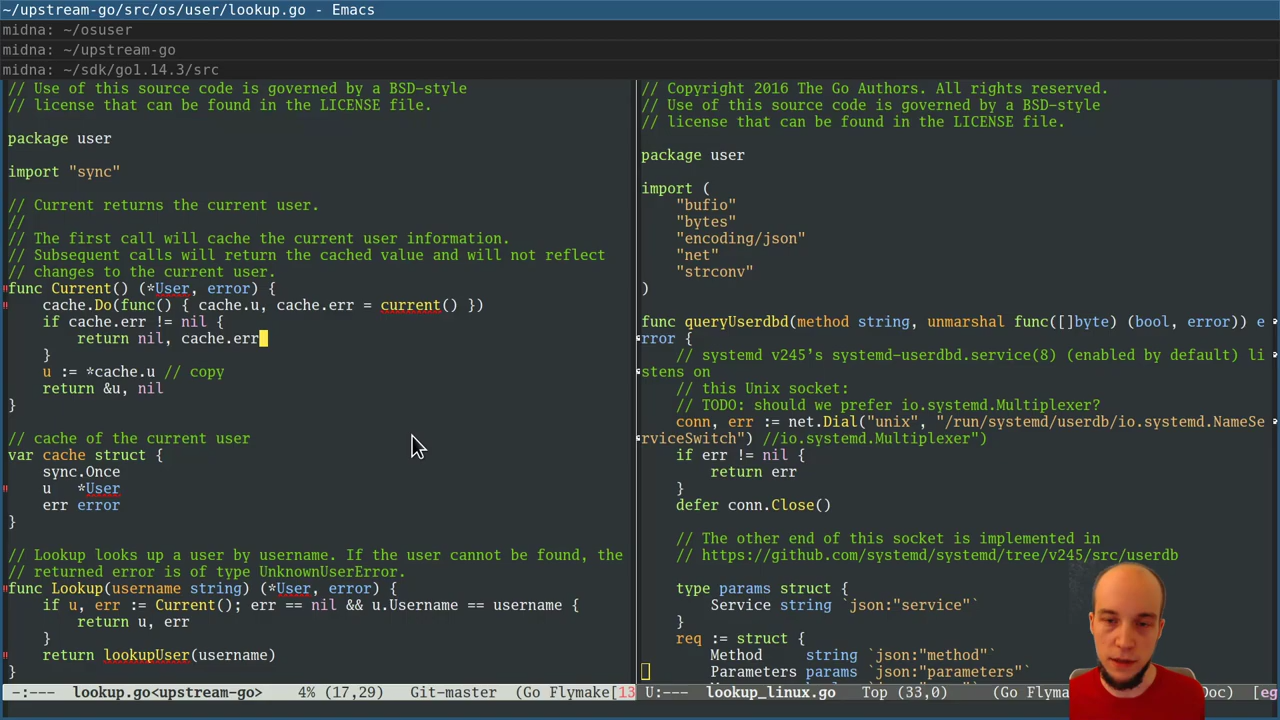 ~/upstream-go/src/os/user/lookup.go - Emacs
midna: ~/osuser
midna: ~/upstream-go
midna: ~/sdk/go1.14.3/src
// Use of this source code is governed by a BSD-style
// license that can be found in the LICENSE file.
package user
import "sync"
// Current returns the current user.
//
// The first call will cache the current user information.
// Subsequent calls will return the cached value and will not reflect
// changes to the current user.
func Current() (*User, error) {
cache.Do(func() { cache.u, cache.err = current() })
if cache.err != nil {
return nil, cache.err
}
u := *cache.u // copy
return &u, nil
}
// cache of the current user
var cache struct {
sync.Once
u   *User
err error
}
// Lookup looks up a user by username. If the user cannot be found, the
// returned error is of type UnknownUserError.
func Lookup(username string) (*User, error) {
if u, err := Current(); err == nil && u.Username == username {
return u, err
}
return lookupUser(username)
}
-:---  lookup.go<upstream-go>   4% (17,29)   Git-master  (Go Flymake[13
// Copyright 2016 The Go Authors. All rights reserved.
// Use of this source code is governed by a BSD-style
// license that can be found in the LICENSE file.
package user
import (
"bufio"
"bytes"
"encoding/json"
"net"
"strconv"
)
func queryUserdbd(method string, unmarshal func([]byte) (bool, error)) e
rror {
// systemd v245’s systemd-userdbd.service(8) (enabled by default) li
stens on
// this Unix socket:
// TODO: should we prefer io.systemd.Multiplexer?
conn, err := net.Dial("unix", "/run/systemd/userdb/io.systemd.NameSe
rviceSwitch") //io.systemd.Multiplexer")
if err != nil {
return err
}
defer conn.Close()
// The other end of this socket is implemented in
// https://github.com/systemd/systemd/tree/v245/src/userdb
type params struct {
Service string `json:"service"`
}
req := struct {
Method     string `json:"method"`
Parameters params `json:"parameters"`
U:---  lookup_linux.go   Top (33,0)     (Go Flyma
oc)  [eg